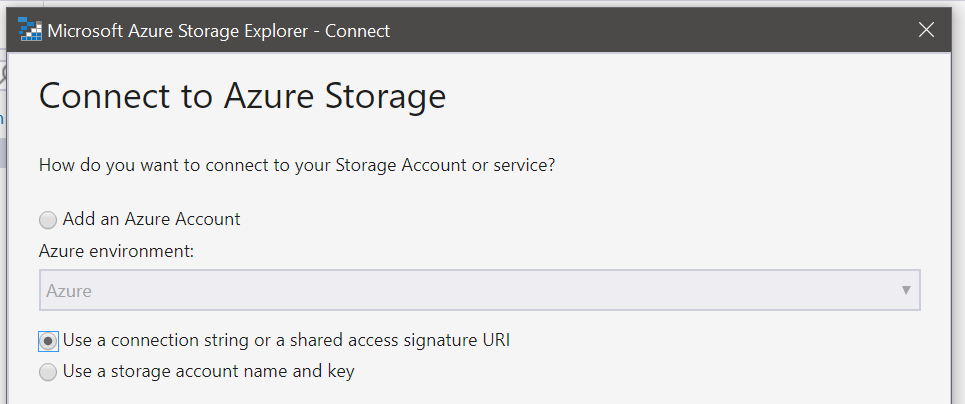 Microsoft Azure Storage Explorer - Connect
Connect to Azure Storage
How do you want to connect to your Storage Account or service?
Add an Azure Account
Azure environment:
Azure
Use a connection string or a shared access signature URI
Use a storage account name and key